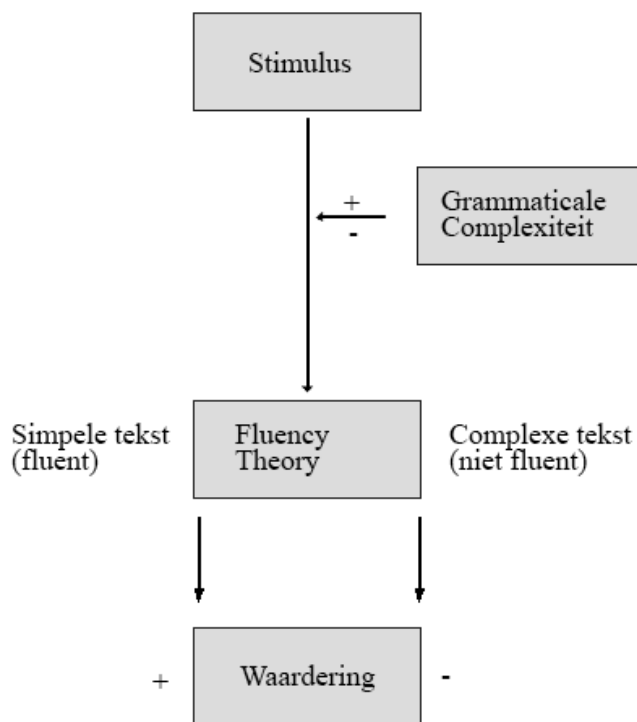 Stimulus
+
-
Grammaticale
Complexiteit
Simpele tekst
(fluent)
Fluency
Theory
Complexe tekst
(niet fluent)
+
Waardering
-